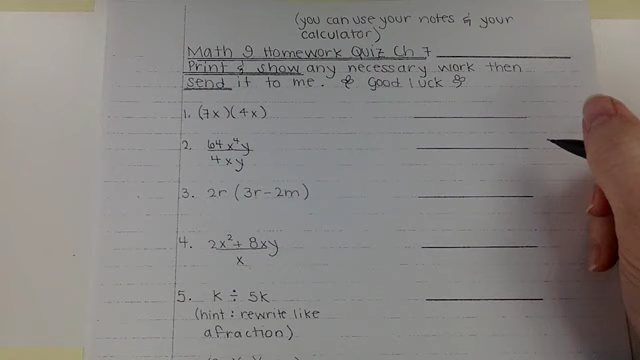 (you can use your notes & your
calculator)
Math 9 Homework Quiz Ch 7
Print & show any necessary work then
send it to me. & Good luck &
1. (7x)(4x)
2. 64x⁴y
4xy
3. 2r (3r-2m)
4. 2x² + 8xy
x
5. k ÷ 5k
(hint: rewrite like
a fraction)